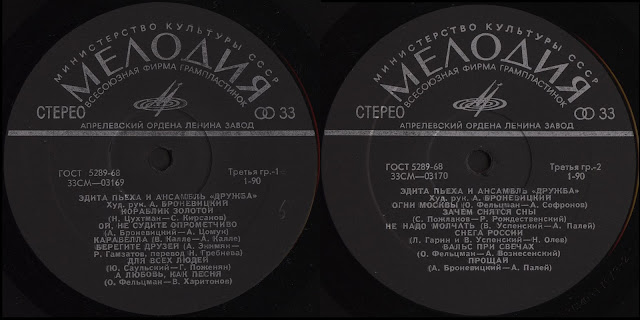 МИНИСТЕРСТВО КУЛЬТУРЫ СССР
МЕЛОДИЯ
ВСЕСОЮЗНАЯ ФИРМА ГРАМПЛАСТИНОК
СТЕРЕО 33
АПРЕЛЕВСКИЙ ОРДЕНА ЛЕНИНА ЗАВОД
ГОСТ 5289-68 Третья гр.-1
33СМ—03169 1-90
ЭДИТА ПЬЕХА И АНСАМБЛЬ «ДРУЖБА»
Худ. рук. А. БРОНЕВИЦКИЙ
КОРАБЛИК ЗОЛОТОЙ
(Н. Цухтман—С. Кирсанов)
ОЙ, НЕ СУДИТЕ ОПРОМЕТЧИВО
(А. Броневицкий—А. Цомун)
КАРАВЕЛЛА (В. Калле—А. Калле)
БЕРЕГИТЕ ДРУЗЕЙ (А. Экимян—
Р. Гамзатов, перевод Н. Гребнева)
ДЛЯ ВСЕХ ЛЮДЕЙ
(Ю. Саульский—Г. Поженян)
А ЛЮБОВЬ, КАК ПЕСНЯ
(О. Фельцман—В. Харитонов)
МИНИСТЕРСТВО КУЛЬТУРЫ СССР
МЕЛОДИЯ
ВСЕСОЮЗНАЯ ФИРМА ГРАМПЛАСТИНОК
СТЕРЕО 33
АПРЕЛЕВСКИЙ ОРДЕНА ЛЕНИНА ЗАВОД
ГОСТ 5289-68 Третья гр.-2
33СМ—03170 1-90
ЭДИТА ПЬЕХА И АНСАМБЛЬ «ДРУЖБА»
Худ. рук. А. БРОНЕВИЦКИЙ
ОГНИ МОСКВЫ (О. Фельцман—А. Софронов)
ЗАЧЕМ СНЯТСЯ СНЫ
(С. Пожлаков—Р. Рождественский)
НЕ НАДО МОЛЧАТЬ (В. Успенский—А. Палей)
СНЕГА РОССИИ
(Л. Гарин и В. Успенский—Н. Олев)
ВАЛЬС ПРИ СВЕЧАХ
(О. Фельцман—А. Вознесенский)
ПРОЩАЙ
(А. Броневицкий—А. Палей)